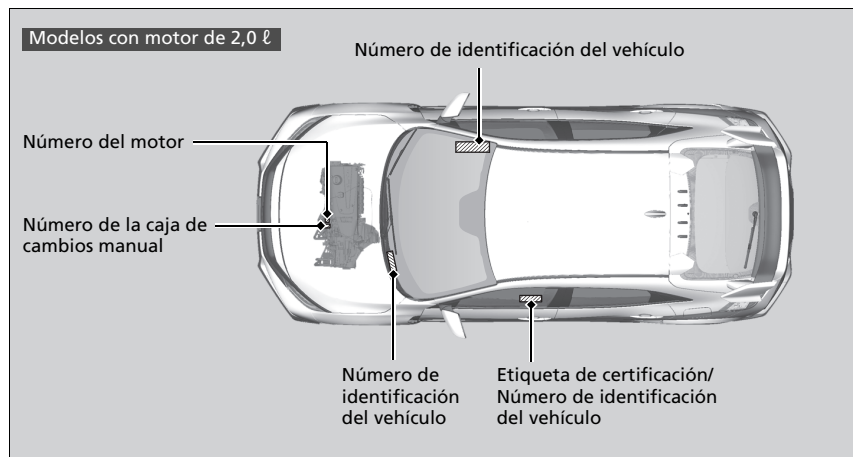 Modelos con motor de 2,0 ℓ
Número de identificación del vehículo
Número del motor
Número de la caja de
cambios manual
Número de
identificación
del vehículo
Etiqueta de certificación/
Número de identificación
del vehículo